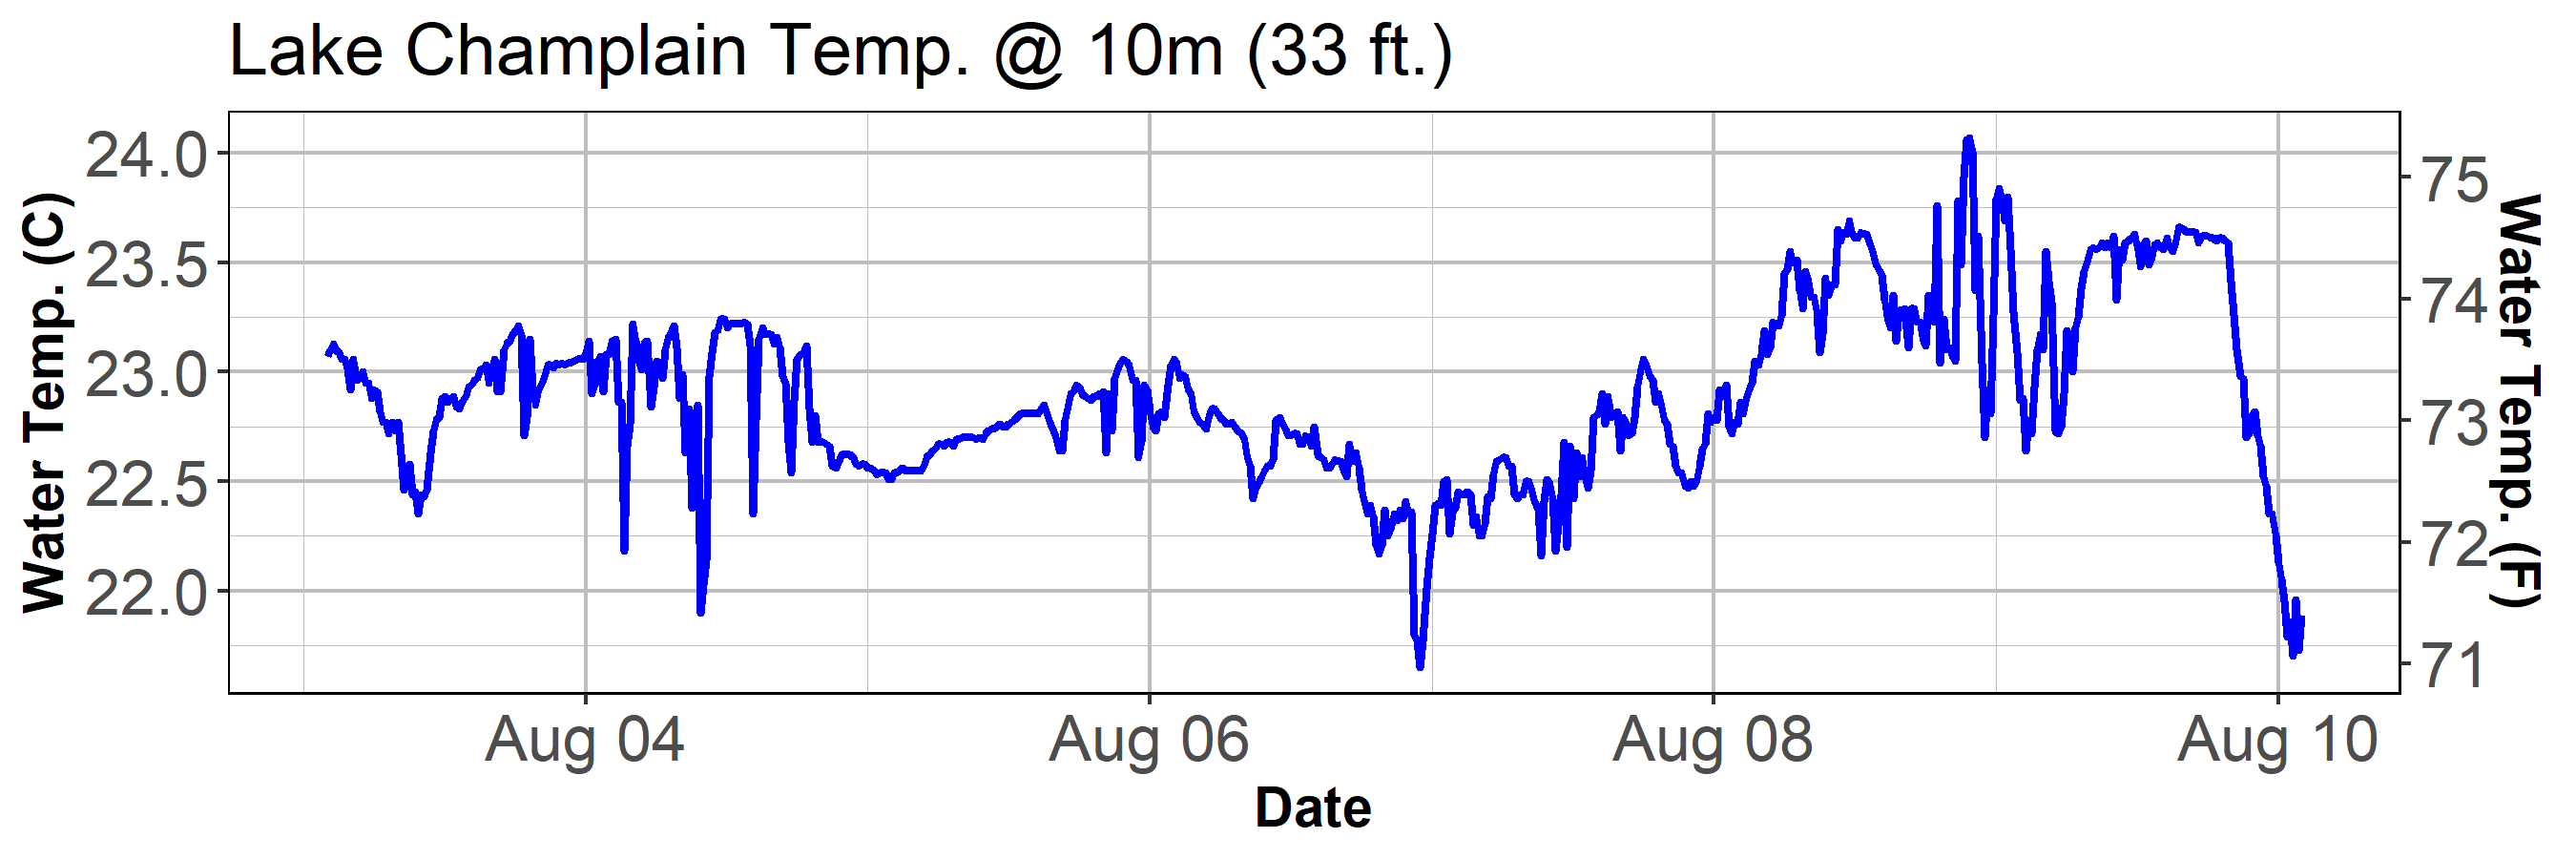 Lake Champlain Temp. @ 10m (33 ft.)
Water Temp. (C)
24.0
23.5
23.0
22.5
22.0
75
74
73
72
71
Water Temp. (F)
Aug 04
Aug 06
Aug 08
Aug 10
Date